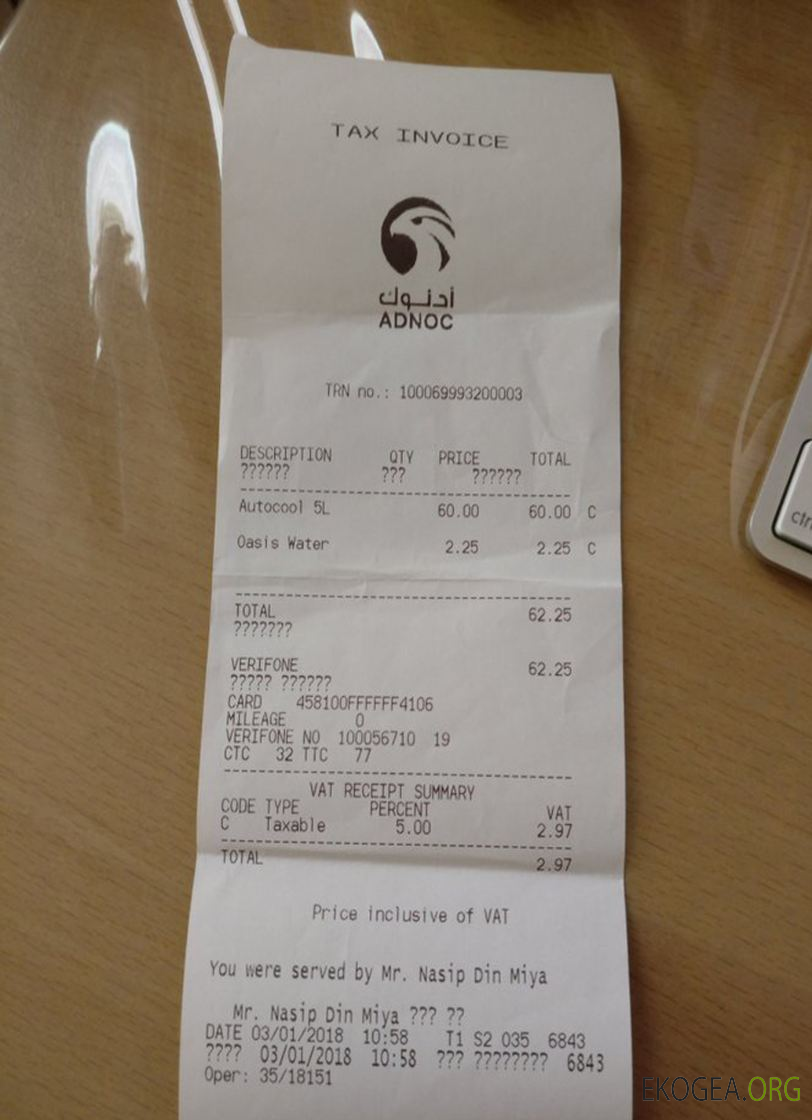 TAX INVOICE
أدنوك
ADNOC
TRN no.: 100069993200003
DESCRIPTION QTY PRICE TOTAL
?????? ??? ??????
Autocool 5L 60.00 60.00 C
Oasis Water 2.25 2.25 C
TOTAL 62.25
???????
VERIFONE 62.25
????? ??????
CARD 458100FFFFFF4106
MILEAGE 0
VERIFONE NO 100056710 19
CTC 32 TTC 77
VAT RECEIPT SUMMARY
CODE TYPE PERCENT VAT
C Taxable 5.00 2.97
TOTAL 2.97
Price inclusive of VAT
You were served by Mr. Nasip Din Miya
Mr. Nasip Din Miya ??? ??
DATE 03/01/2018 10:58 T1 S2 035 6843
???? 03/01/2018 10:58 ??? ???????? 6843
Oper: 35/18151
ctrl
EKOGEA.ORG